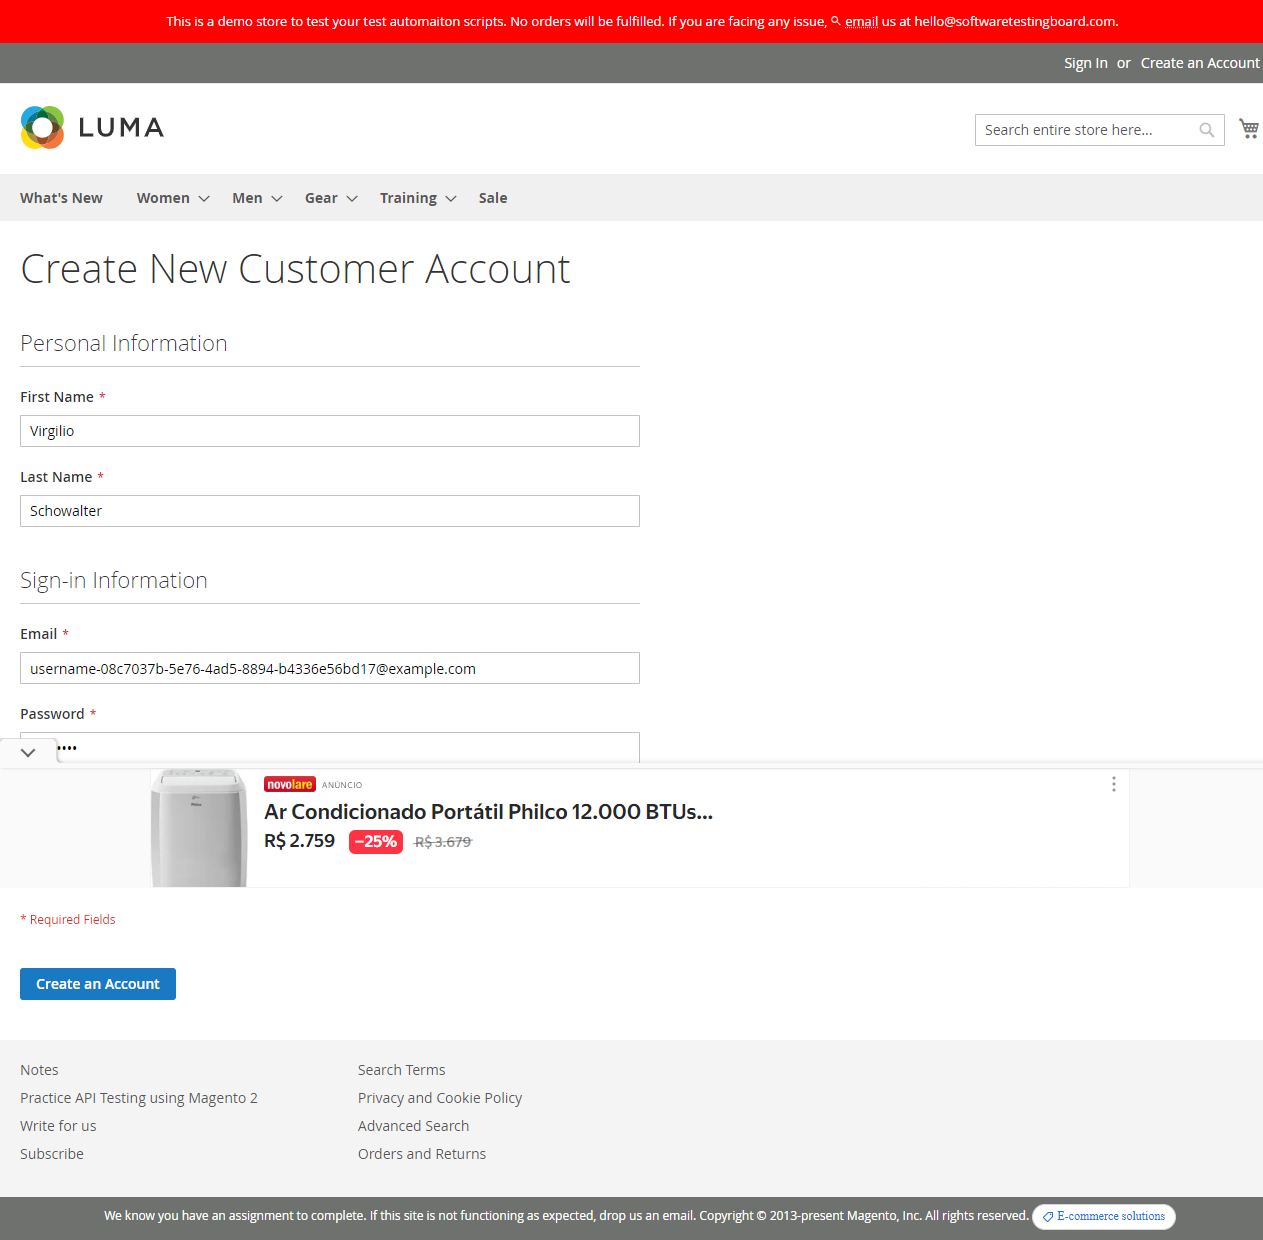 This is a demo store to test your test automaiton scripts. No orders will be fulfilled. If you are facing any issue, email us at hello@softwaretestingboard.com.
Sign In or Create an Account
LUMA
Search entire store here...
What's New Women Men Gear Training Sale
Create New Customer Account
Personal Information
First Name *
Virgilio
Last Name *
Schowalter
Sign-in Information
Email *
username-08c7037b-5e76-4ad5-8894-b4336e56bd17@example.com
Password *
••••
novolare ANÚNCIO
Ar Condicionado Portátil Philco 12.000 BTUs...
R$ 2.759 −25% R$ 3.679
* Required Fields
Create an Account
Notes
Practice API Testing using Magento 2
Write for us
Subscribe
Search Terms
Privacy and Cookie Policy
Advanced Search
Orders and Returns
We know you have an assignment to complete. If this site is not functioning as expected, drop us an email. Copyright © 2013-present Magento, Inc. All rights reserved. E-commerce solutions